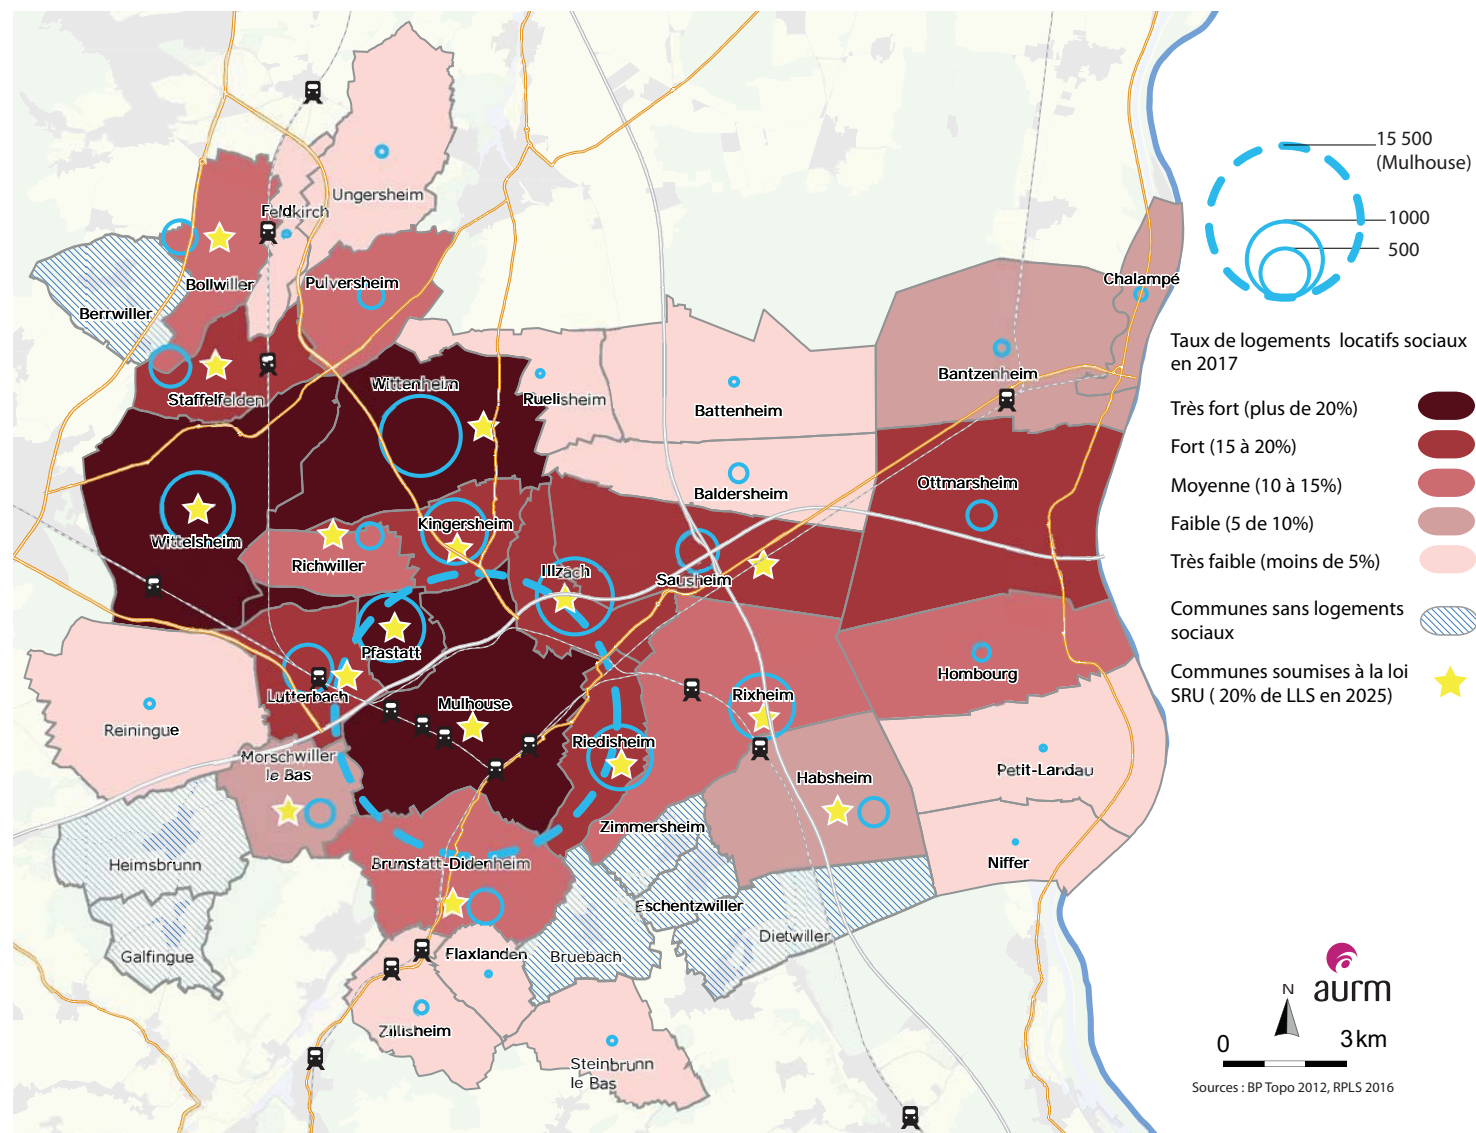 Ungersheim
Feldkirch
Bollwiller
Pulversheim
Berrwiller
Staffelfelden
Wittenheim
Ruelisheim
Battenheim
Bantzenheim
Chalampé
Baldersheim
Ottmarsheim
Wittelsheim
Kingersheim
Richwiller
Illzach
Sausheim
Pfastatt
Lutterbach
Hombourg
Rixheim
Mulhouse
Reiningue
Riedisheim
Morschwiller
le Bas
Habsheim
Petit-Landau
Zimmersheim
Heimsbrunn
Brunstatt-Didenheim
Niffer
Eschentzwiller
Dietwiller
Galfingue
Flaxlanden
Bruebach
Zillisheim
Steinbrunn
le Bas
15 500
(Mulhouse)
1000
500
Taux de logements locatifs sociaux
en 2017
Très fort (plus de 20%)
Fort (15 à 20%)
Moyenne (10 à 15%)
Faible (5 de 10%)
Très faible (moins de 5%)
Communes sans logements
sociaux
Communes soumises à la loi
SRU ( 20% de LLS en 2025)
aurm
N
0 3 km
Sources : BP Topo 2012, RPLS 2016